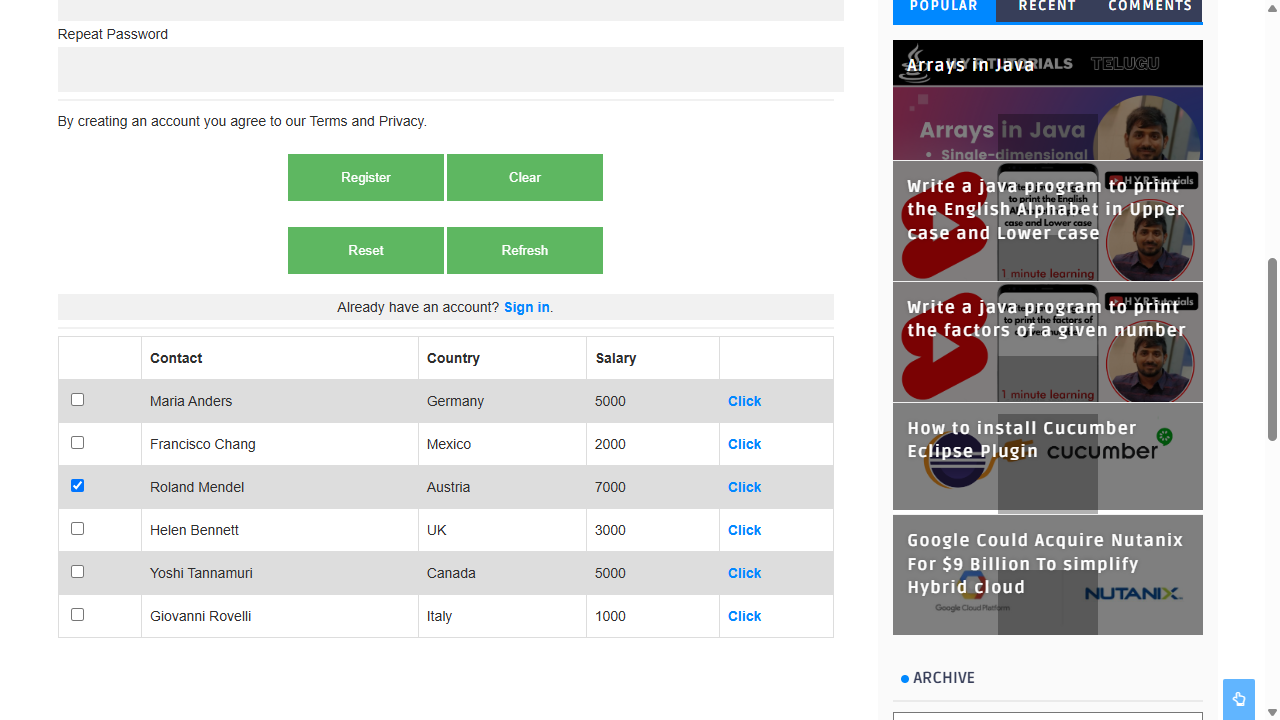 Repeat Password
By creating an account you agree to our Terms and Privacy.
Register Clear
Reset Refresh
Already have an account? Sign in.
Contact Country Salary
Maria Anders Germany 5000 Click
Francisco Chang Mexico 2000 Click
Roland Mendel Austria 7000 Click
Helen Bennett UK 3000 Click
Yoshi Tannamuri Canada 5000 Click
Giovanni Rovelli Italy 1000 Click
POPULAR RECENT COMMENTS
Arrays in Java
H Y R TUTORIALS TELUGU
Arrays in Java
• Single-dimensional
Write a java program to print
the English Alphabet in Upper
case and Lower case
H Y R Tutorials
1 minute learning
Write a java program to print
the factors of a given number
H Y R Tutorials
1 minute learning
How to install Cucumber
Eclipse Plugin
cucumber
Google Could Acquire Nutanix
For $9 Billion To simplify
Hybrid cloud
Google Cloud Platform
NUTANIX
ARCHIVE